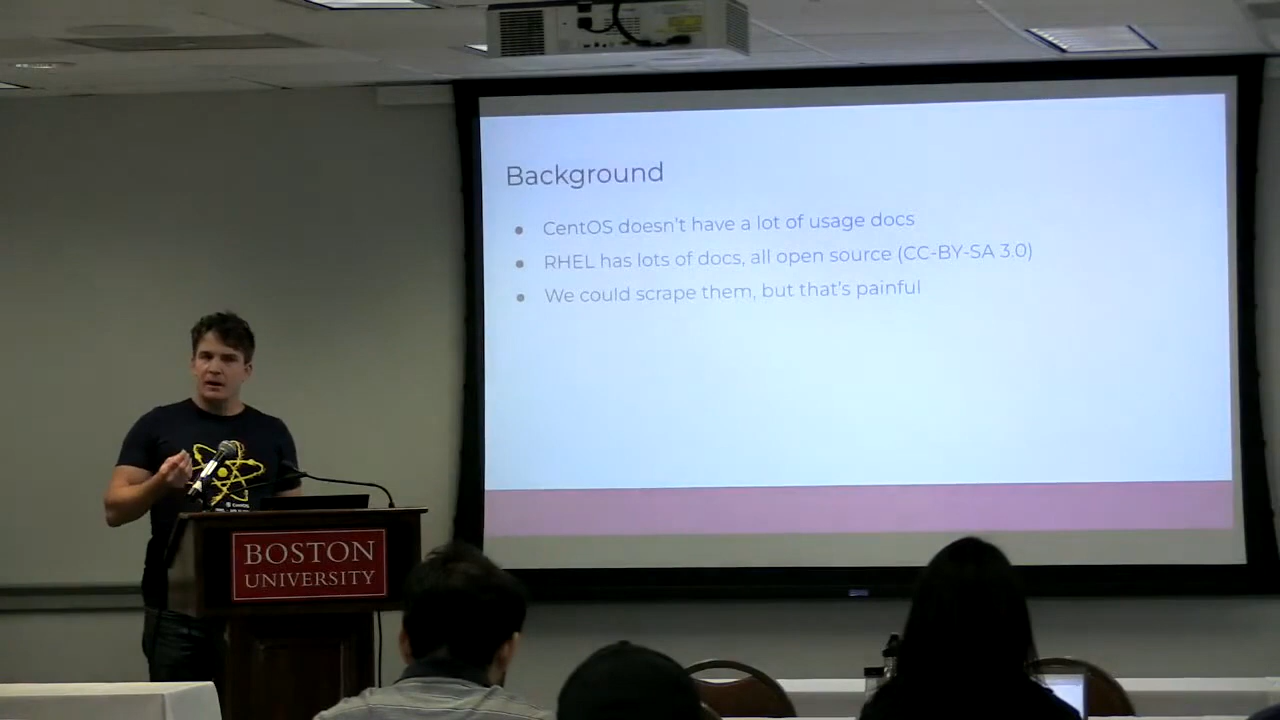 Background
• CentOS doesn't have a lot of usage docs
• RHEL has lots of docs, all open source (CC-BY-SA 3.0)
• We could scrape them, but that's painful
CentOS
BOSTON
UNIVERSITY